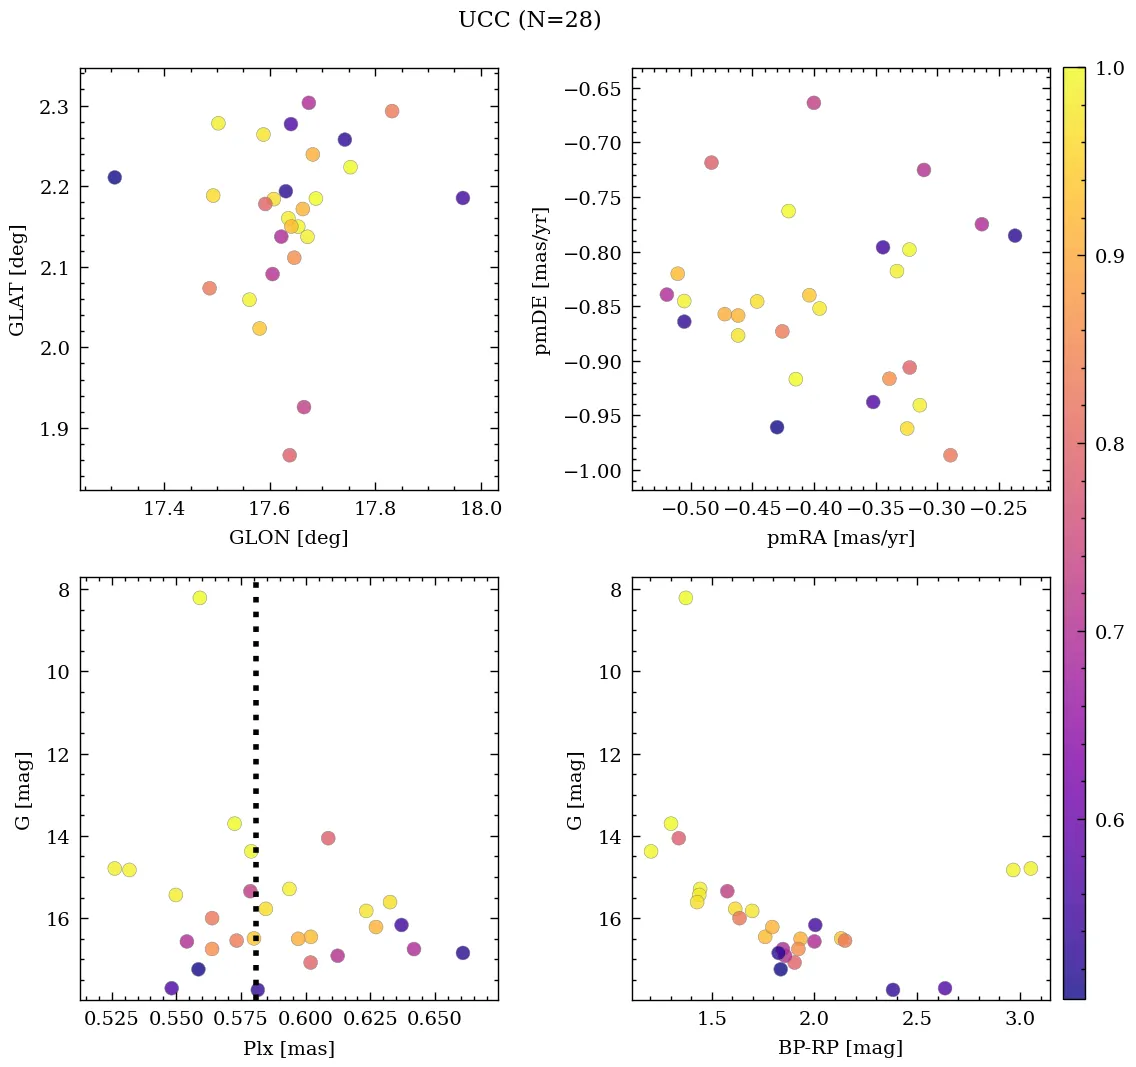 UCC (N=28)
2.3
2.2
2.1
2.0
1.9
GLAT [deg]
17.4 17.6 17.8 18.0
GLON [deg]
−0.65
−0.70
−0.75
−0.80
−0.85
−0.90
−0.95
−1.00
pmDE [mas/yr]
−0.50 −0.45 −0.40 −0.35 −0.30 −0.25
pmRA [mas/yr]
1.0
0.9
0.8
0.7
0.6
8
10
12
14
16
G [mag]
0.525 0.550 0.575 0.600 0.625 0.650
Plx [mas]
8
10
12
14
16
G [mag]
1.5 2.0 2.5 3.0
BP-RP [mag]